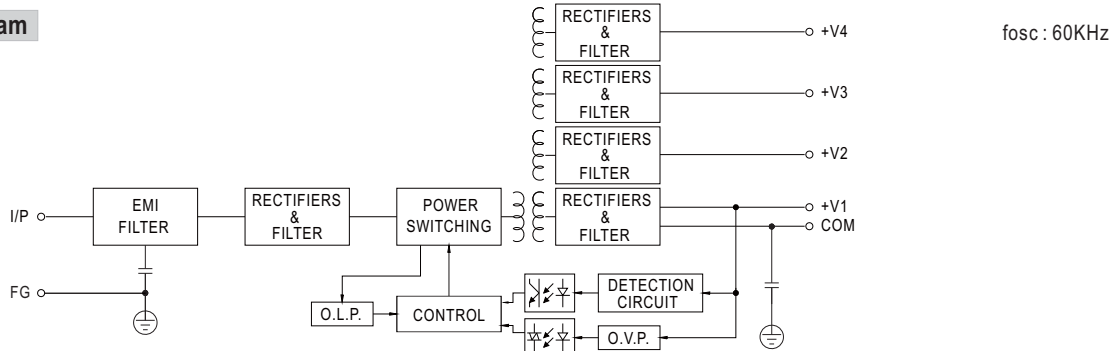 am
fosc : 60KHz
RECTIFIERS
&
FILTER
+V4
RECTIFIERS
&
FILTER
+V3
RECTIFIERS
&
FILTER
+V2
I/P
EMI
FILTER
RECTIFIERS
&
FILTER
POWER
SWITCHING
RECTIFIERS
&
FILTER
+V1
COM
FG
O.L.P.
CONTROL
DETECTION
CIRCUIT
O.V.P.